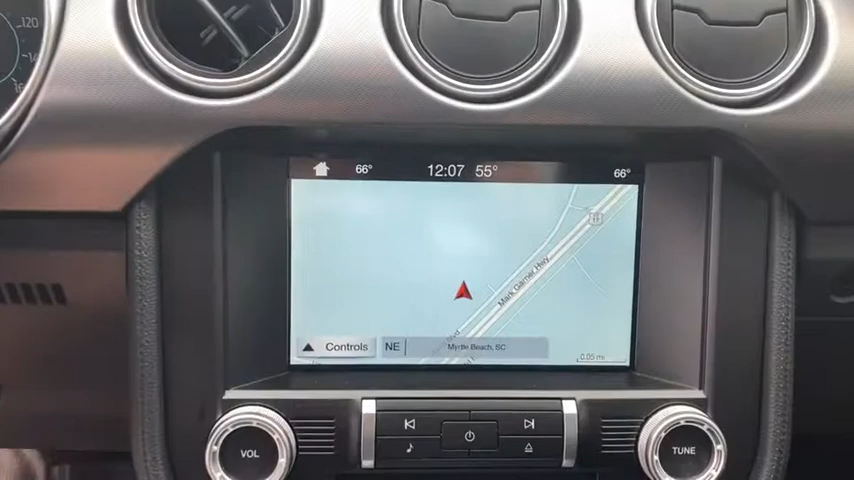 120
66° 12:07 55° 66°
Mark Garner Hwy
Controls NE Myrtle Beach, SC
0.05 mi
VOL
TUNE